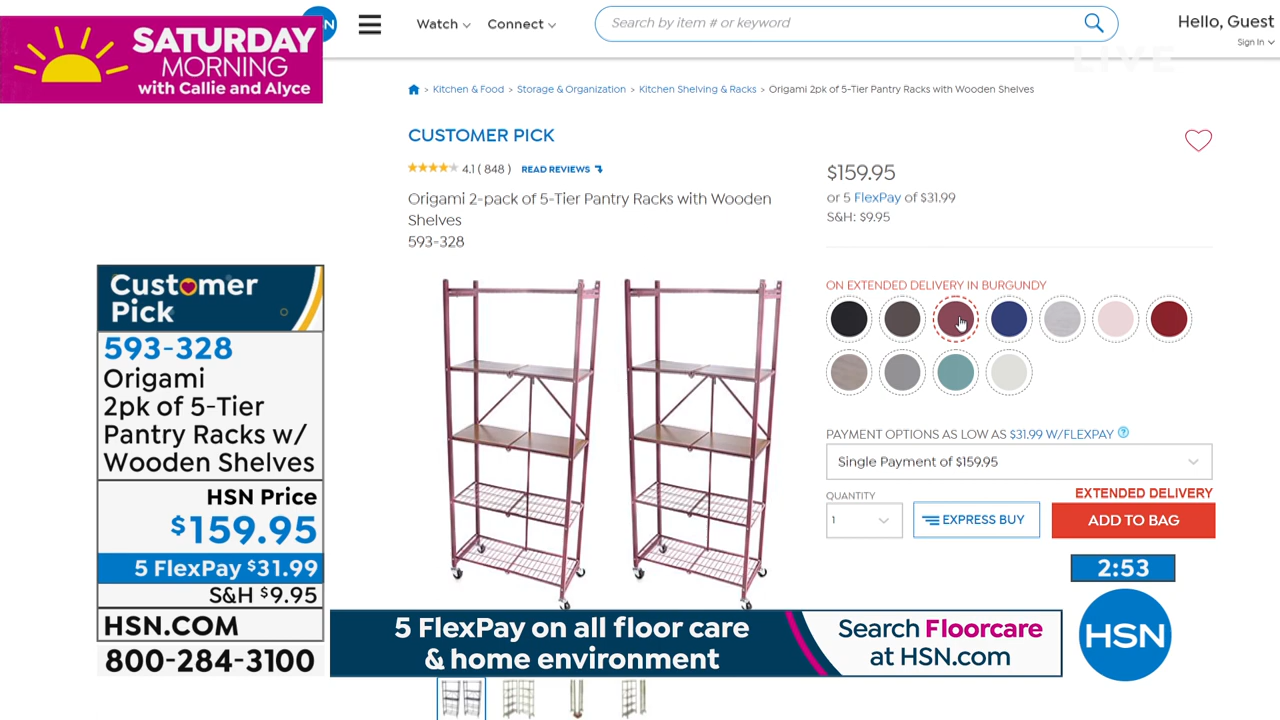 SATURDAY
MORNING
with Callie and Alyce
HSN
Watch
Connect
Search by item # or keyword
Hello, Guest
Sign In
LIVE
> Kitchen & Food > Storage & Organization > Kitchen Shelving & Racks > Origami 2pk of 5-Tier Pantry Racks with Wooden Shelves
CUSTOMER PICK
4.1 ( 848 ) READ REVIEWS
Origami 2-pack of 5-Tier Pantry Racks with Wooden
Shelves
593-328
$159.95
or 5 FlexPay of $31.99
S&H: $9.95
ON EXTENDED DELIVERY IN BURGUNDY
PAYMENT OPTIONS AS LOW AS $31.99 W/FLEXPAY ?
Single Payment of $159.95
QUANTITY
1
EXPRESS BUY
EXTENDED DELIVERY
ADD TO BAG
Customer
Pick
593-328
Origami
2pk of 5-Tier
Pantry Racks w/
Wooden Shelves
HSN Price
$159.95
5 FlexPay $31.99
S&H $9.95
HSN.COM
800-284-3100
5 FlexPay on all floor care
& home environment
Search Floorcare
at HSN.com
2:53
HSN